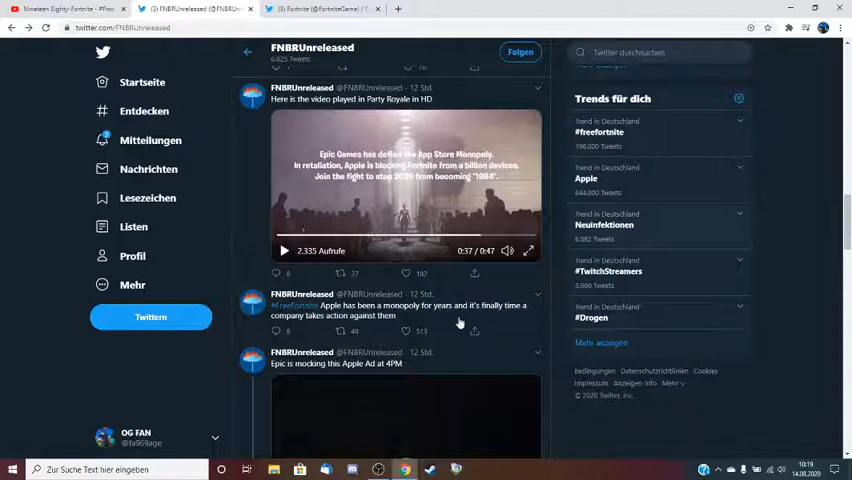 Nineteen Eighty-Fortnite - #Free
(3) FNBRUnreleased (@FNBRUn
(3) Fortnite (@FortniteGame) /
twitter.com/FNBRUnreleased
FNBRUnreleased
6.625 Tweets
Folgen
Twitter durchsuchen
Startseite
Entdecken
Mitteilungen
Nachrichten
Lesezeichen
Listen
Profil
Mehr
Twittern
OG FAN
@fa969age
FNBRUnreleased @FNBRUnreleased · 12 Std.
Here is the video played in Party Royale in HD
Epic Games has defied the App Store Monopoly.
In retaliation, Apple is blocking Fortnite from a billion devices.
Join the fight to stop 2020 from becoming "1984".
2.335 Aufrufe
0:37 / 0:47
8 192
FNBRUnreleased @FNBRUnreleased · 12 Std.
#FreeFortnite Apple has been a monopoly for years and it's finally time a
company takes action against them
8 48 513
FNBRUnreleased @FNBRUnreleased · 12 Std.
Epic is mocking this Apple Ad at 4PM
Trends für dich
Trend in Deutschland
#freefortnite
198.000 Tweets
Trend in Deutschland
Apple
844.000 Tweets
Trend in Deutschland
Neuinfektionen
6.082 Tweets
Trend in Deutschland
#TwitchStreamers
3.660 Tweets
Trend in Deutschland
#Drogen
Mehr anzeigen
Bedingungen Datenschutzrichtlinien Cookies
Impressum Anzeigen-Info Mehr
© 2020 Twitter, Inc.
Zur Suche Text hier eingeben
10:19
14.08.2020